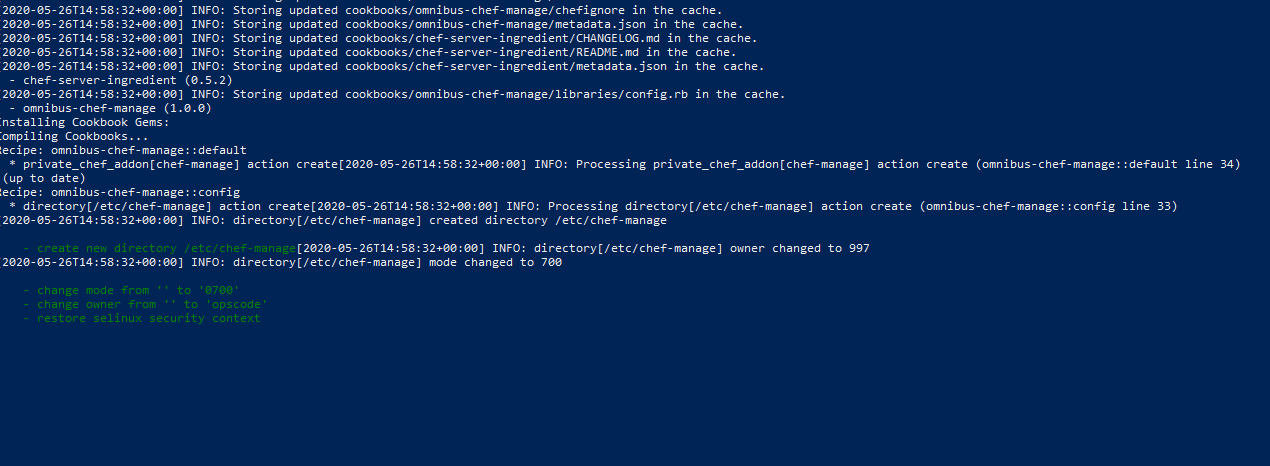 [2020-05-26T14:58:32+00:00] INFO: Storing updated cookbooks/omnibus-chef-manage/chefignore in the cache.
[2020-05-26T14:58:32+00:00] INFO: Storing updated cookbooks/omnibus-chef-manage/metadata.json in the cache.
[2020-05-26T14:58:32+00:00] INFO: Storing updated cookbooks/chef-server-ingredient/CHANGELOG.md in the cache.
[2020-05-26T14:58:32+00:00] INFO: Storing updated cookbooks/chef-server-ingredient/README.md in the cache.
[2020-05-26T14:58:32+00:00] INFO: Storing updated cookbooks/chef-server-ingredient/metadata.json in the cache.
- chef-server-ingredient (0.5.2)
[2020-05-26T14:58:32+00:00] INFO: Storing updated cookbooks/omnibus-chef-manage/libraries/config.rb in the cache.
- omnibus-chef-manage (1.0.0)
Installing Cookbook Gems:
Compiling Cookbooks...
Recipe: omnibus-chef-manage::default
* private_chef_addon[chef-manage] action create[2020-05-26T14:58:32+00:00] INFO: Processing private_chef_addon[chef-manage] action create (omnibus-chef-manage::default line 34)
(up to date)
Recipe: omnibus-chef-manage::config
* directory[/etc/chef-manage] action create[2020-05-26T14:58:32+00:00] INFO: Processing directory[/etc/chef-manage] action create (omnibus-chef-manage::config line 33)
[2020-05-26T14:58:32+00:00] INFO: directory[/etc/chef-manage] created directory /etc/chef-manage
- create new directory /etc/chef-manage[2020-05-26T14:58:32+00:00] INFO: directory[/etc/chef-manage] owner changed to 997
[2020-05-26T14:58:32+00:00] INFO: directory[/etc/chef-manage] mode changed to 700
- change mode from '' to '0700'
- change owner from '' to 'opscode'
- restore selinux security context